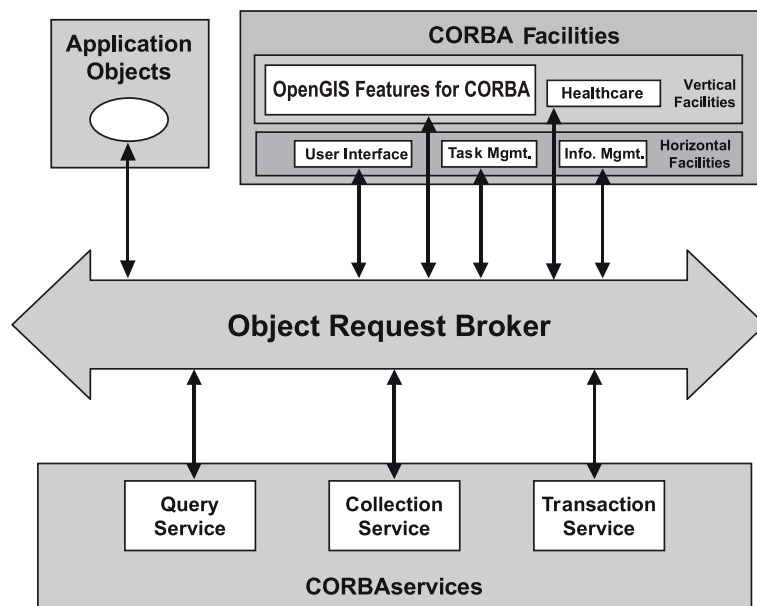 Application
Objects
CORBA Facilities
OpenGIS Features for CORBA
Healthcare
Vertical
Facilities
User Interface
Task Mgmt.
Info. Mgmt.
Horizontal
Facilities
Object Request Broker
Query
Service
Collection
Service
Transaction
Service
CORBAservices